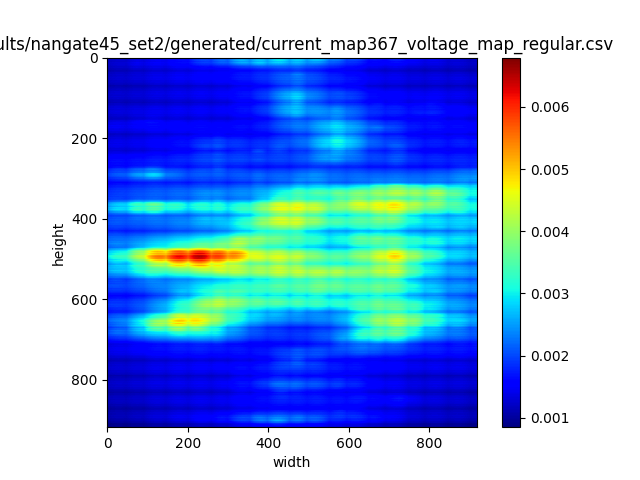 ults/nangate45_set2/generated/current_map367_voltage_map_regular.csv
0
200
400
600
800
height
0 200 400 600 800
width
0.006
0.005
0.004
0.003
0.002
0.001